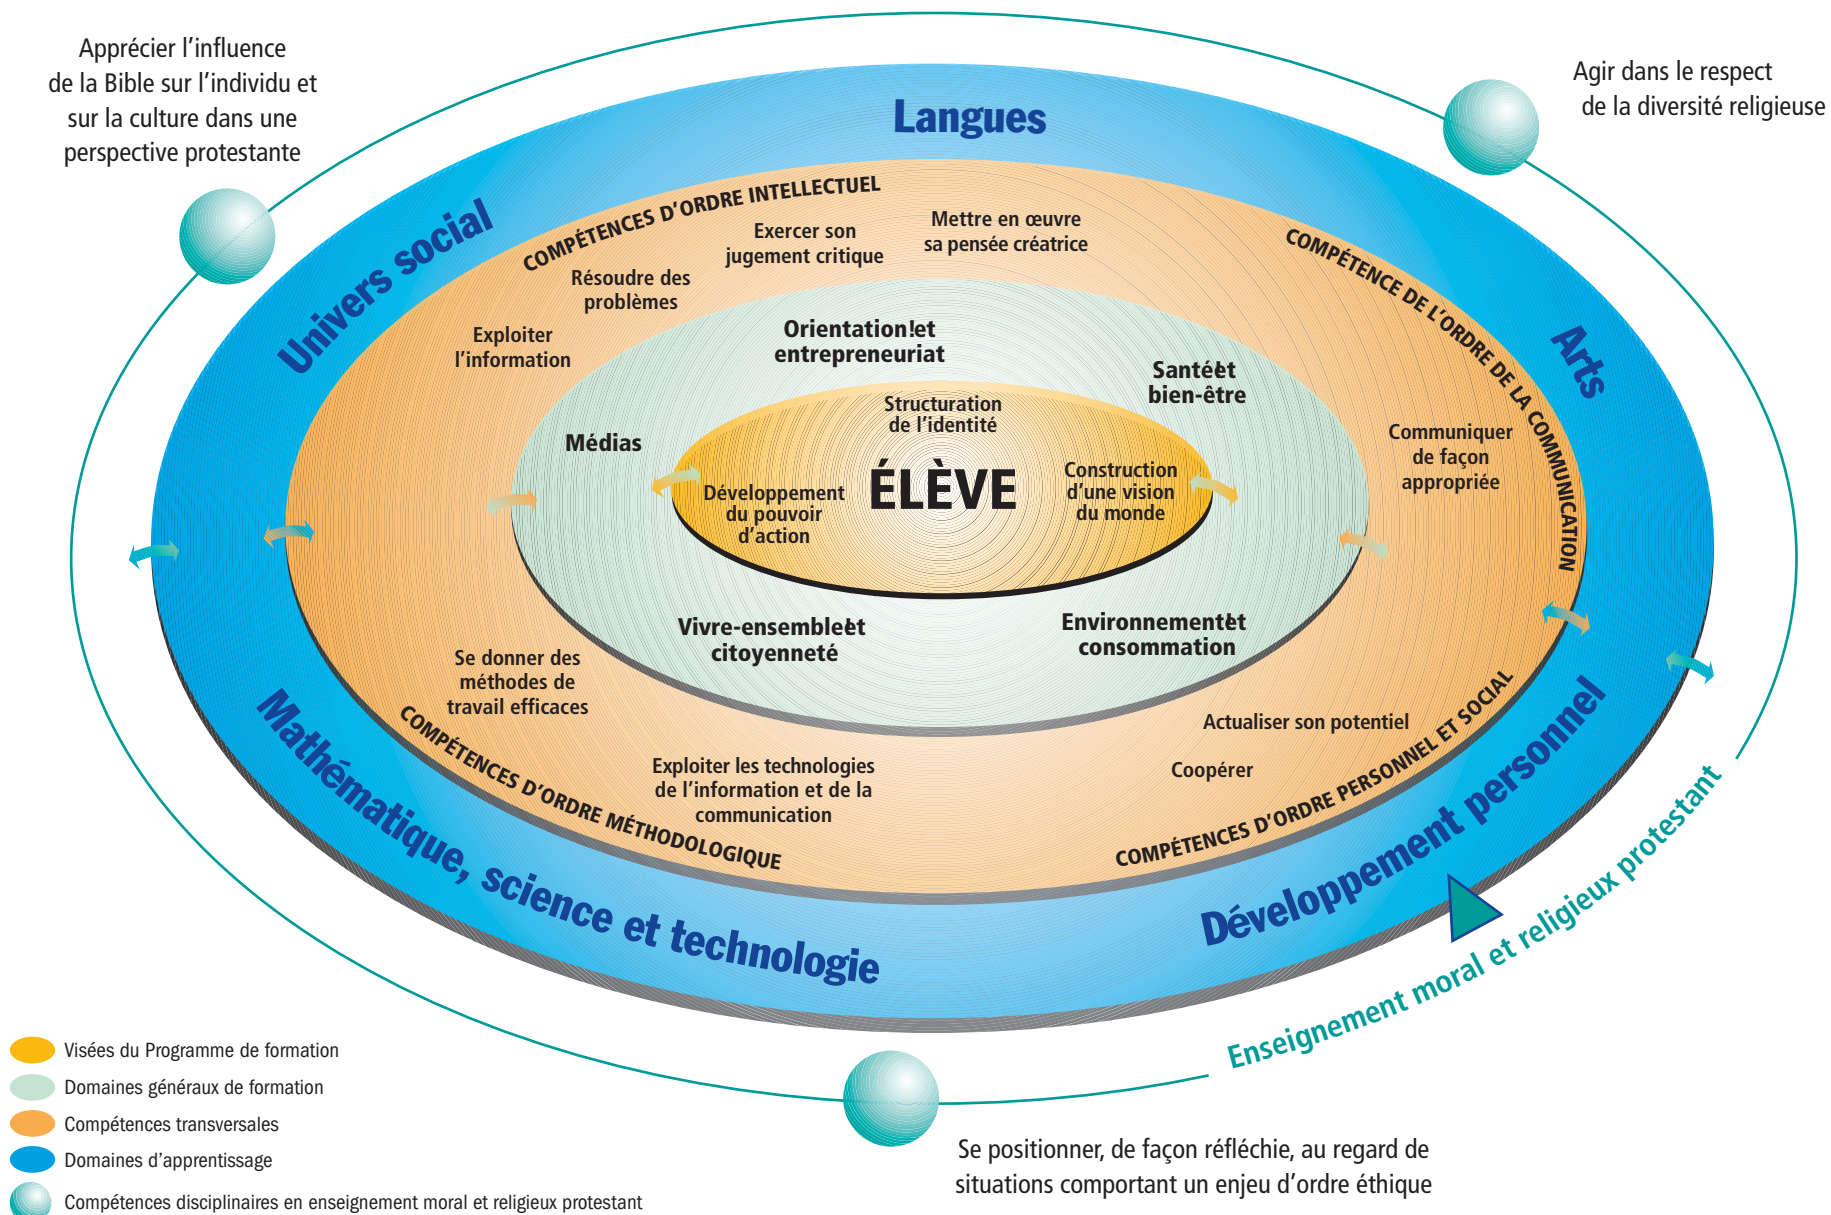 Apprécier l'influence
de la Bible sur l'individu et
sur la culture dans une
perspective protestante
Agir dans le respect
de la diversité religieuse
Langues
Univers social
Arts
COMPÉTENCES D'ORDRE INTELLECTUEL
Mettre en œuvre
sa pensée créatrice
Exercer son
jugement critique
Résoudre des
problèmes
Exploiter
l'information
COMPÉTENCE DE L'ORDRE DE LA COMMUNICATION
Communiquer
de façon
appropriée
Orientation!et
entrepreneuriat
Santé!et
bien-être
Médias
Structuration
de l'identité
ÉLÈVE
Développement
du pouvoir
d'action
Construction
d'une vision
du monde
Vivre-ensemble!et
citoyenneté
Environnement!et
consommation
Se donner des
méthodes de
travail efficaces
Exploiter les technologies
de l'information et de la
communication
COMPÉTENCES D'ORDRE MÉTHODOLOGIQUE
Actualiser son potentiel
Coopérer
COMPÉTENCES D'ORDRE PERSONNEL ET SOCIAL
Mathématique, science et technologie
Développement personnel
Enseignement moral et religieux protestant
Se positionner, de façon réfléchie, au regard de
situations comportant un enjeu d'ordre éthique
Visées du Programme de formation
Domaines généraux de formation
Compétences transversales
Domaines d'apprentissage
Compétences disciplinaires en enseignement moral et religieux protestant